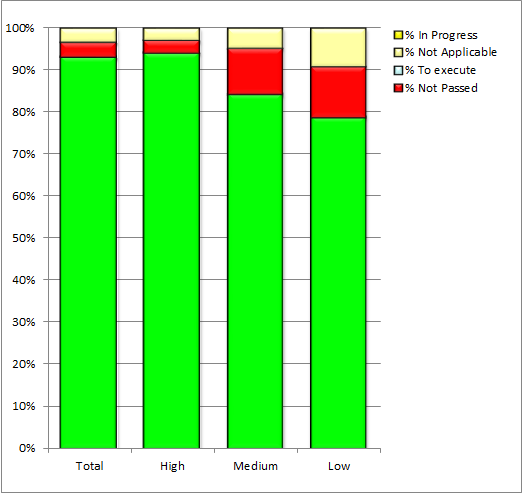 100%
90%
80%
70%
60%
50%
40%
30%
20%
10%
0%
Total High Medium Low
% In Progress
% Not Applicable
% To execute
% Not Passed